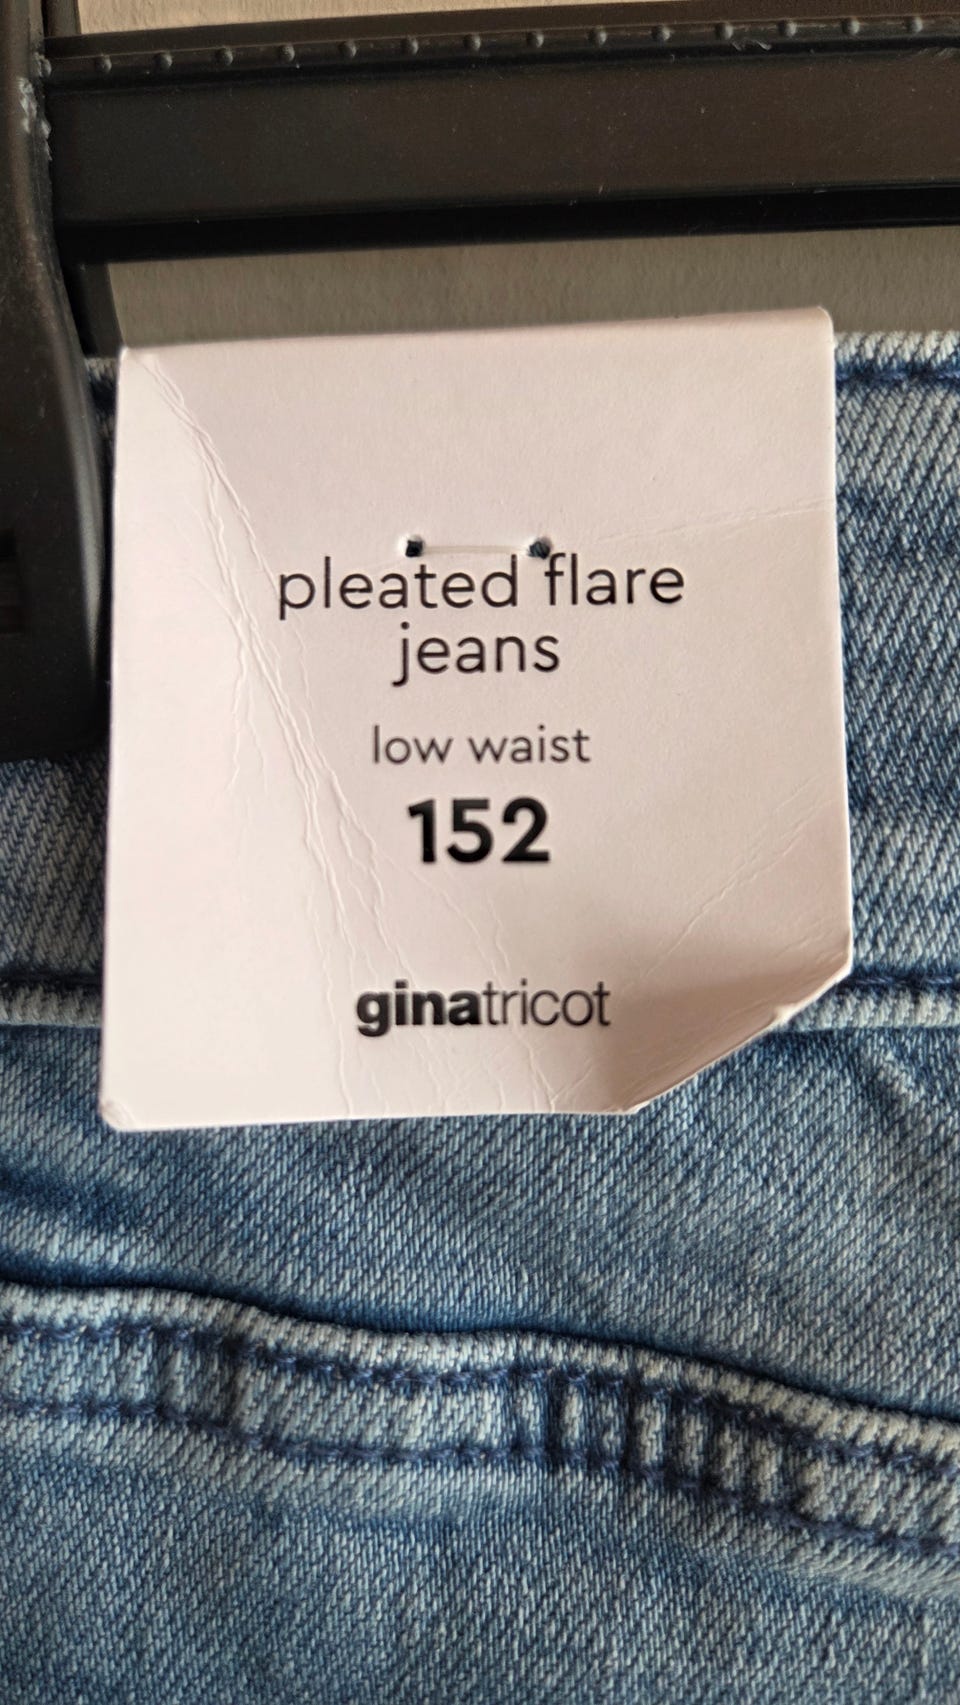 pleated flare
jeans
low waist
152
ginatricot